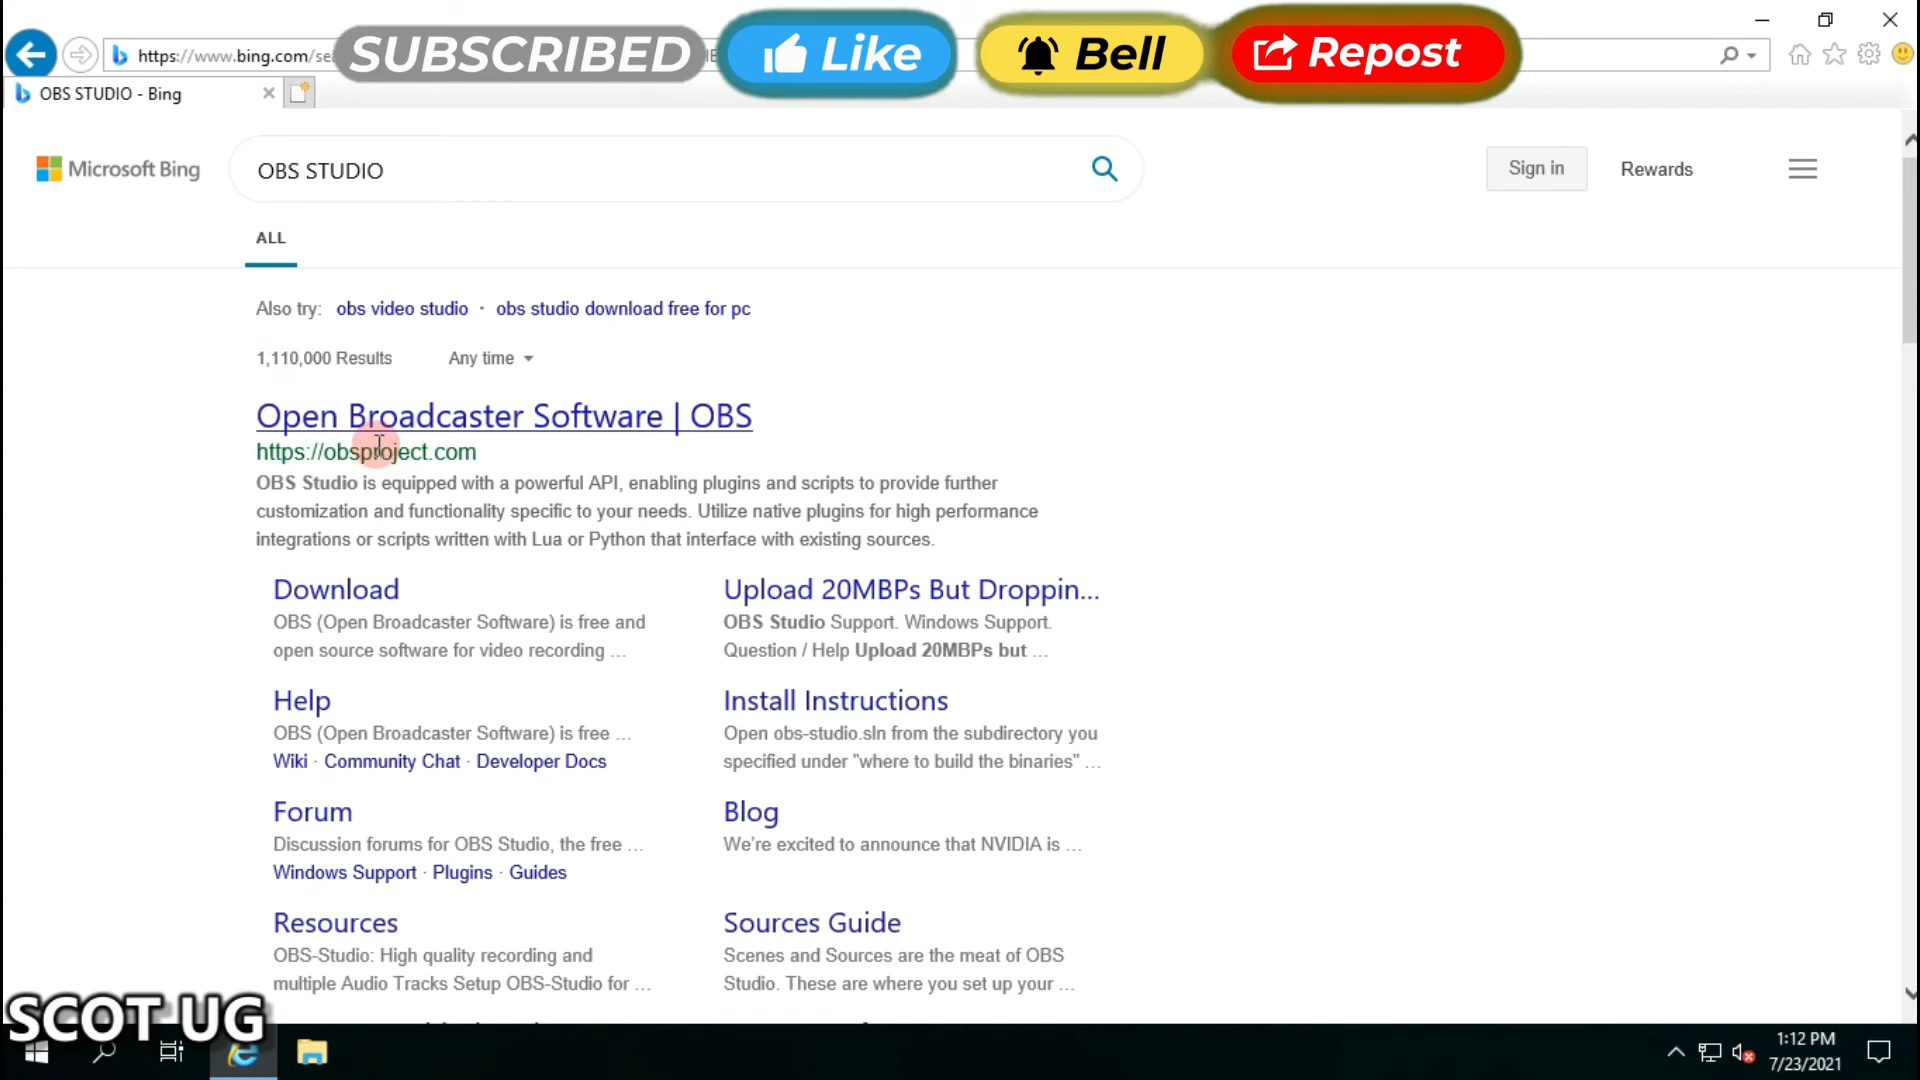 SUBSCRIBED
Like
Bell
Repost
https://www.bing.com/se
OBS STUDIO - Bing
Microsoft Bing
OBS STUDIO
Sign in
Rewards
ALL
Also try: obs video studio · obs studio download free for pc
1,110,000 Results
Any time
Open Broadcaster Software | OBS
https://obsproject.com
OBS Studio is equipped with a powerful API, enabling plugins and scripts to provide further
customization and functionality specific to your needs. Utilize native plugins for high performance
integrations or scripts written with Lua or Python that interface with existing sources.
Download
OBS (Open Broadcaster Software) is free and
open source software for video recording ...
Upload 20MBPs But Droppin...
OBS Studio Support. Windows Support.
Question / Help Upload 20MBPs but ...
Help
OBS (Open Broadcaster Software) is free ...
Wiki · Community Chat · Developer Docs
Install Instructions
Open obs-studio.sln from the subdirectory you
specified under "where to build the binaries" ...
Forum
Discussion forums for OBS Studio, the free ...
Windows Support · Plugins · Guides
Blog
We're excited to announce that NVIDIA is ...
Resources
OBS-Studio: High quality recording and
multiple Audio Tracks Setup OBS-Studio for ...
Sources Guide
Scenes and Sources are the meat of OBS
Studio. These are where you set up your ...
SCOT UG
1:12 PM
7/23/2021